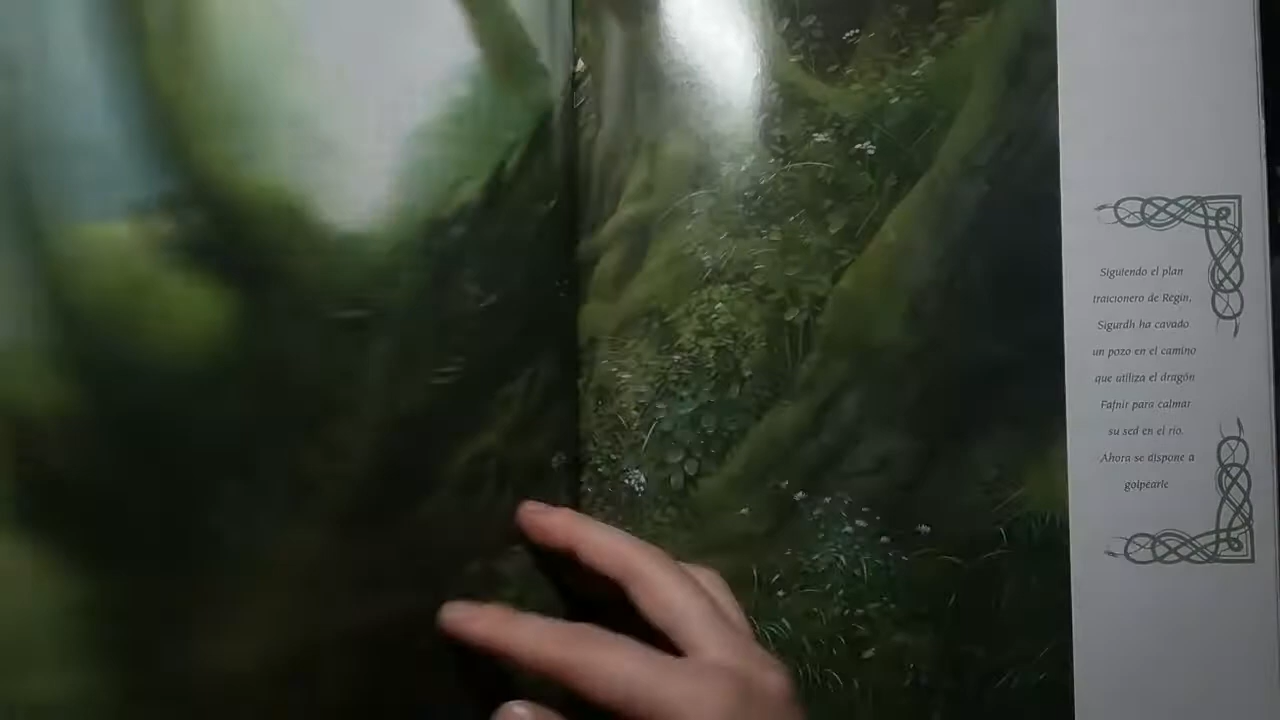 Siguiendo el plan
traicionero de Regin,
Sigurdh ha cavado
un pozo en el camino
que utiliza el dragón
Fafnir para calmar
su sed en el río.
Ahora se dispone a
golpearle